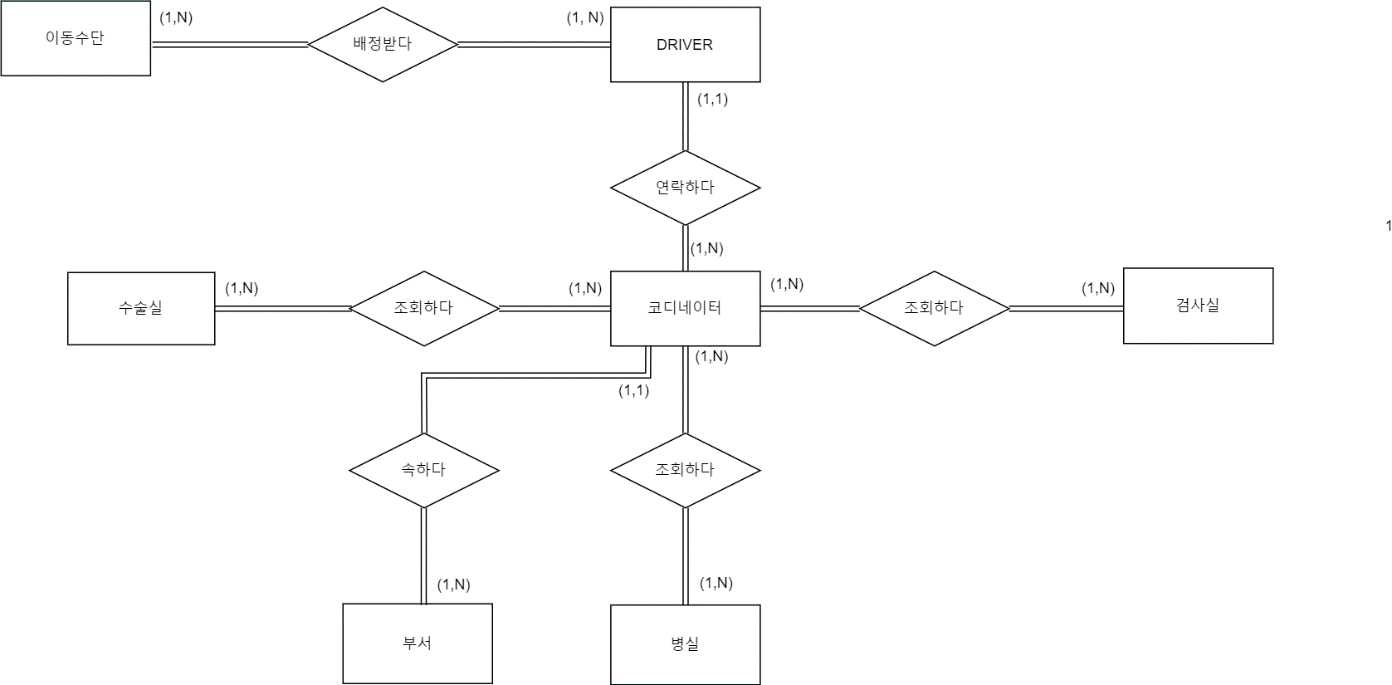 (1,N)
(1, N)
이동수단
배정받다
DRIVER
(1,1)
연락하다
1
(1,N)
(1,N)
(1,N)
(1,N)
(1,N)
수술실
조회하다
코디네이터
조회하다
검사실
(1,N)
(1,1)
속하다
조회하다
(1,N)
(1,N)
부서
병실